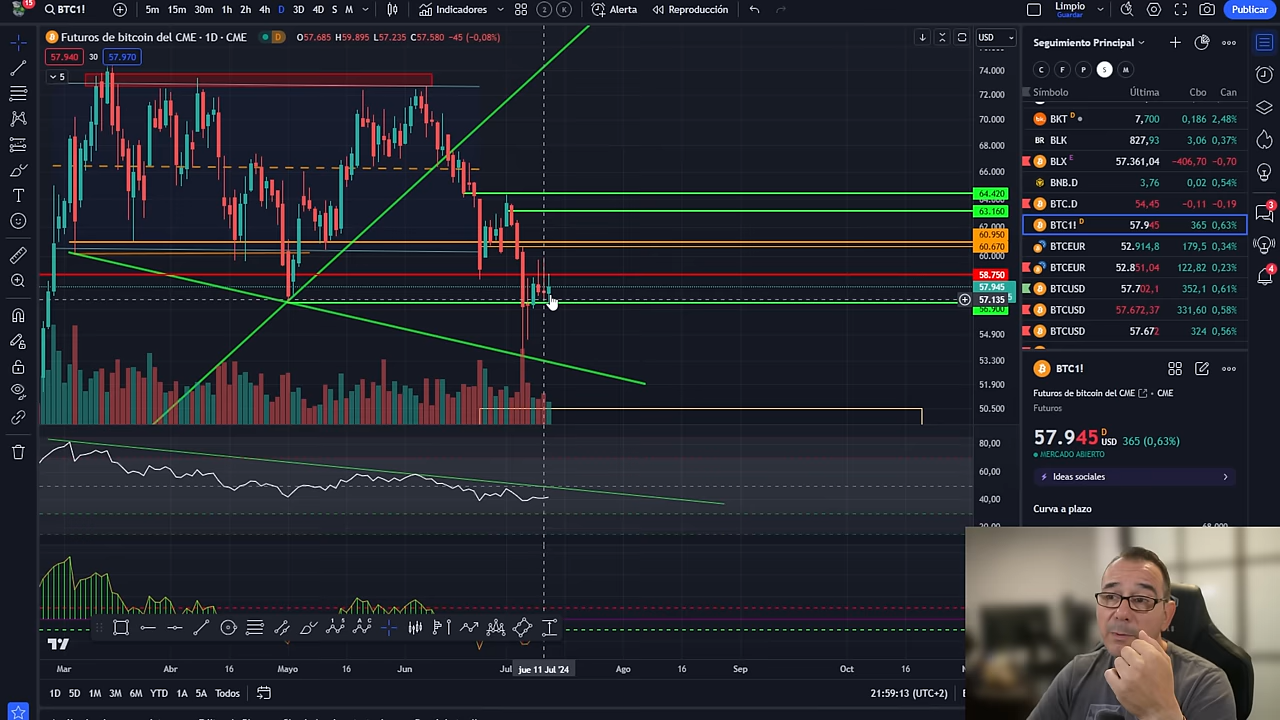 15
BTC1!
5m 15m 30m 1h 2h 4h D 3D 4D S M
Indicadores
2 K
Alerta
Reproducción
Limpio
Guardar
Publicar
Futuros de bitcoin del CME · 1D · CME
D
O57.685 H59.895 L57.235 C57.580 -45 (-0,08%)
57.940 30 57.970
5
USD
74.000
72.000
70.000
68.000
66.000
64.420
64.000
63.160
62.000
60.950
60.670
60.000
58.750
57.945
57.135
56.900
54.900
53.300
51.900
50.500
80,00
60,00
40,00
20,00
Mar Abr 16 Mayo 16 Jun Jul jue 11 Jul '24 Ago 16 Sep Oct 16
1D 5D 1M 3M 6M YTD 1A 5A Todos
21:59:13 (UTC+2)
Seguimiento Principal
C F P S M
Símbolo Última Cbo Can
BKT D 7,700 0,186 2,48%
BLK 827,93 3,06 0,37%
BLX E 57.361,04 -406,70 -0,70
BNB.D 3,76 0,02 0,54%
BTC.D 54,45 -0,11 -0,19
BTC1! D 57.945 365 0,63%
BTCEUR 52.914,8 179,5 0,34%
BTCEUR 52.851,04 122,82 0,23%
BTCUSD 57.702,1 352,1 0,61%
BTCUSD 57.672,37 331,60 0,58%
BTCUSD 57.672 324 0,56%
BTC1!
Futuros de bitcoin del CME · CME
Futuros
57.945 D USD 365 (0,63%)
MERCADO ABIERTO
Ideas sociales
Curva a plazo
68.000
3
4